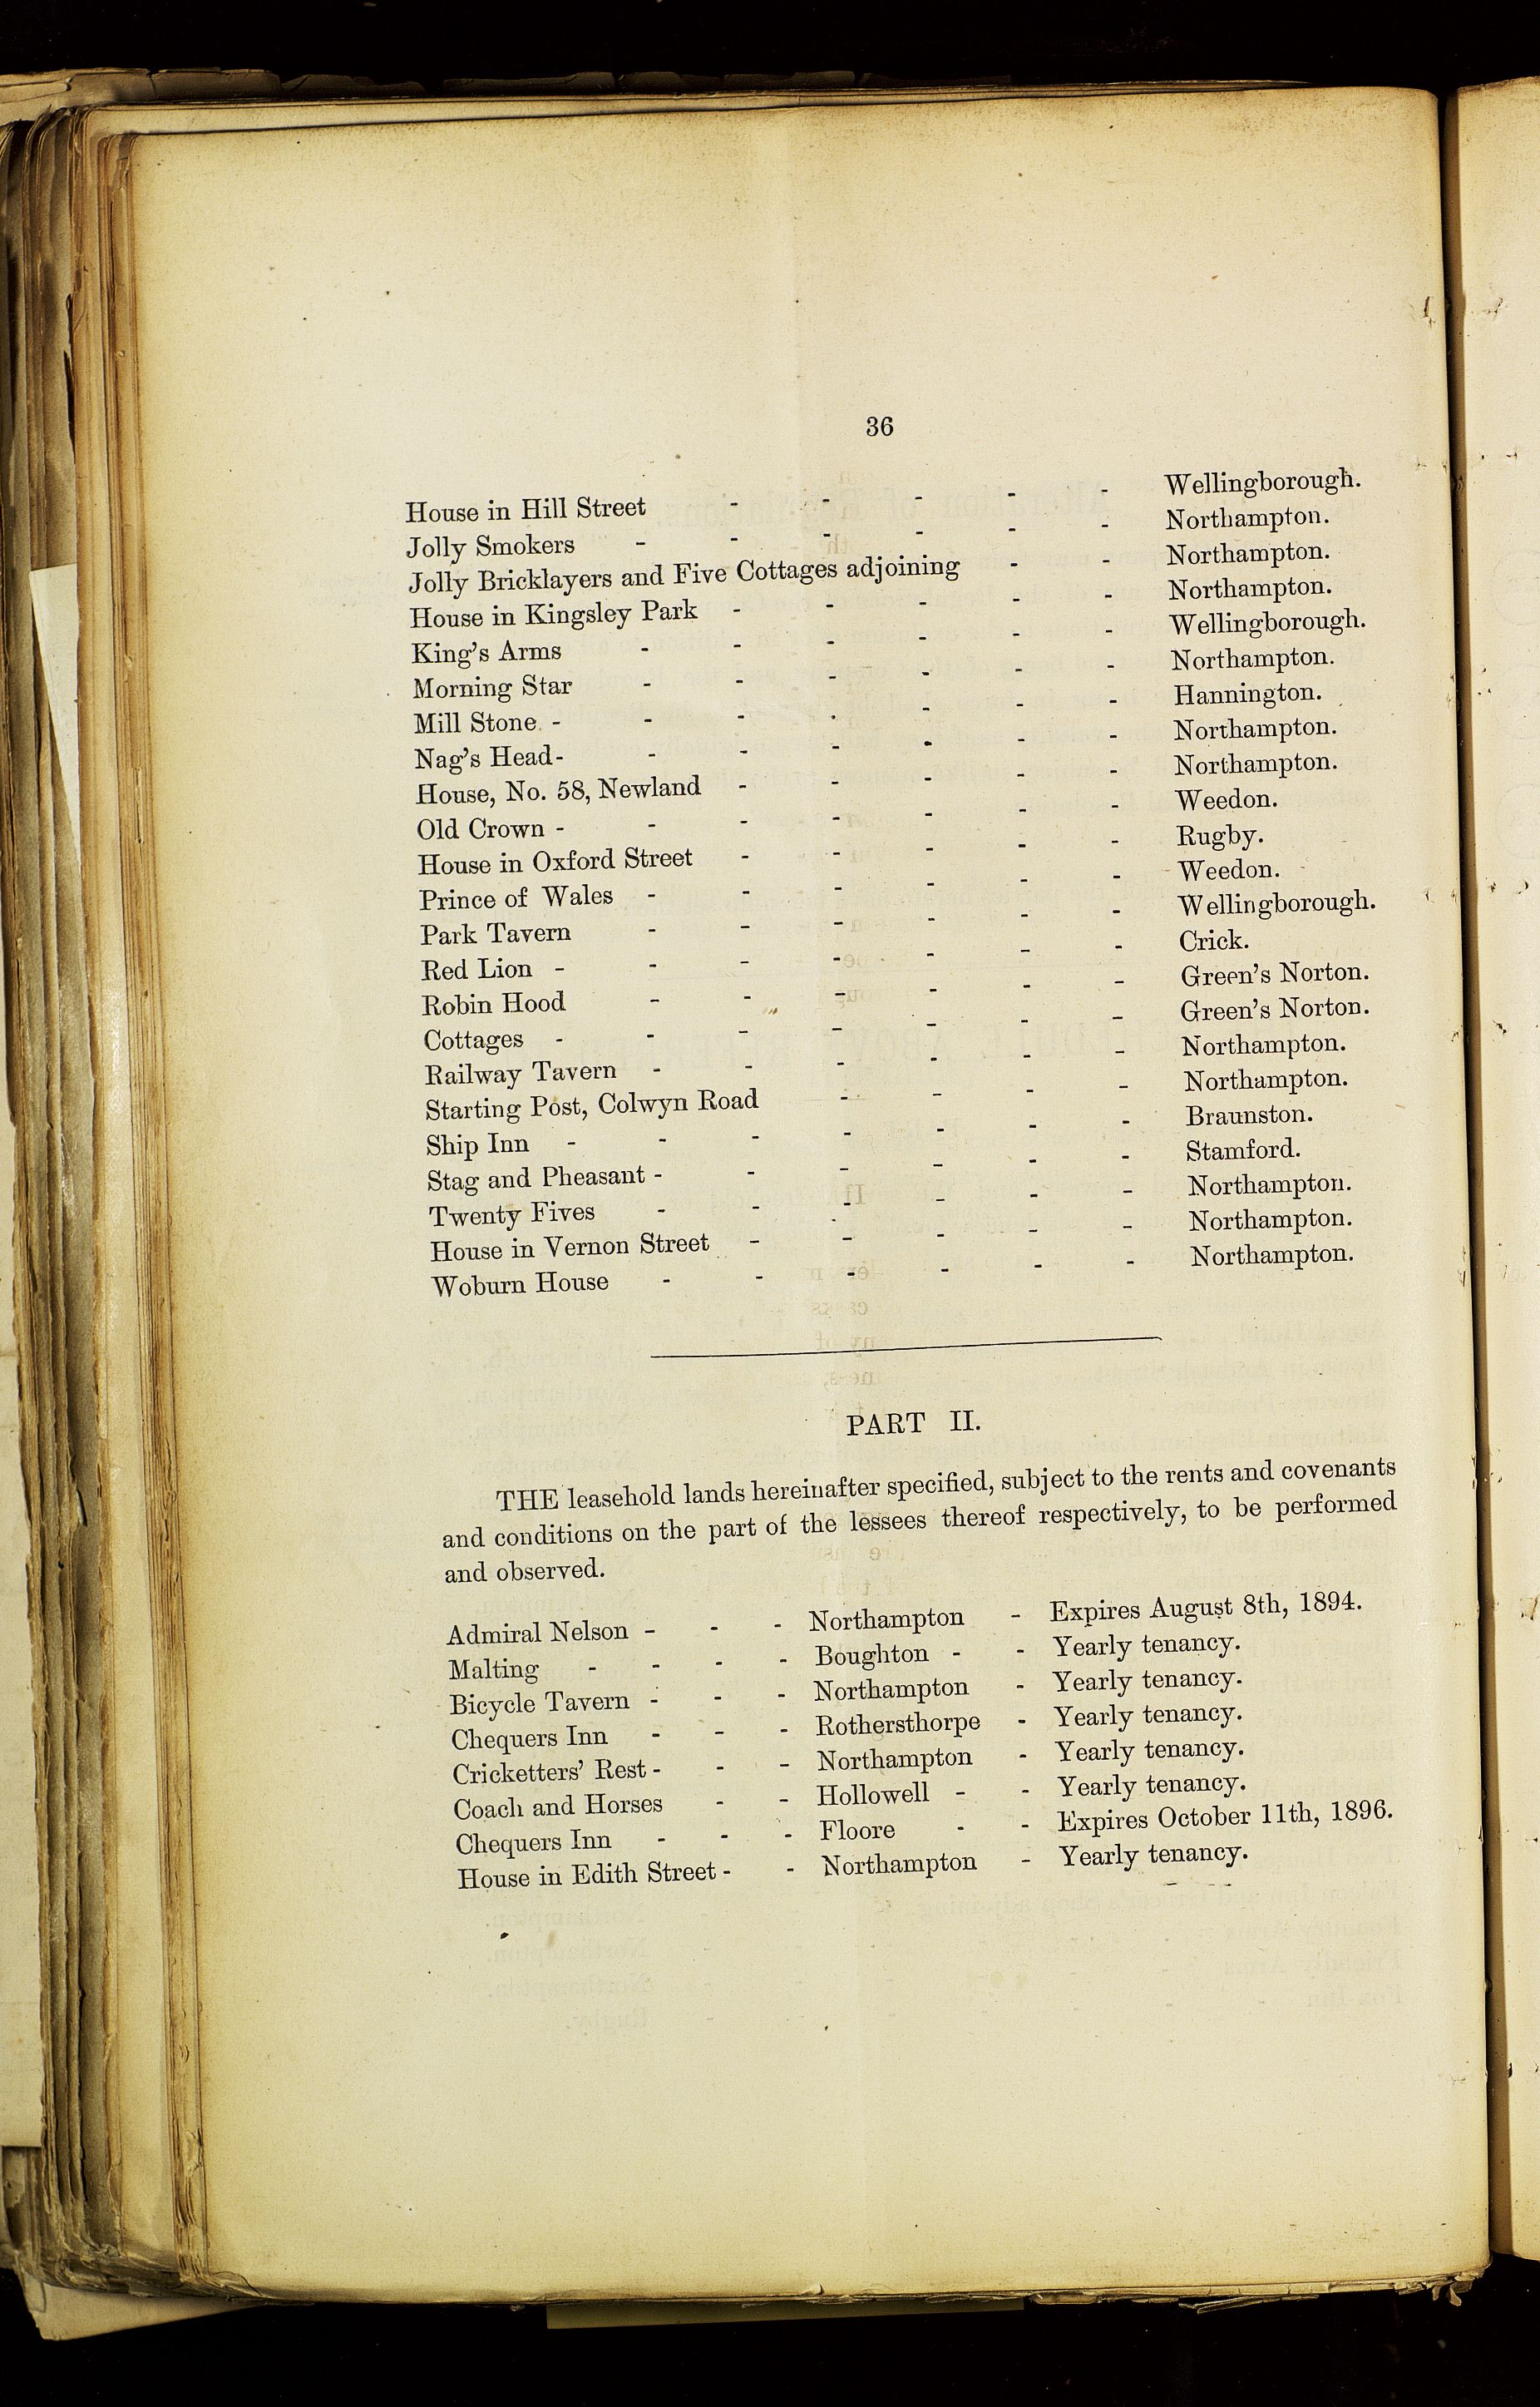 36
House in Hill Street - - - - - Wellingborough.
Jolly Smokers - - - - - - Northampton.
Jolly Bricklayers and Five Cottages adjoining - - Northampton.
House in Kingsley Park - - - - - Northampton.
King's Arms - - - - - - Wellingborough.
Morning Star - - - - - - Northampton.
Mill Stone - - - - - - - Hannington.
Nag's Head - - - - - - - Northampton.
House, No. 58, Newland - - - - - Northampton.
Old Crown - - - - - - - Weedon.
House in Oxford Street - - - - - Rugby.
Prince of Wales - - - - - - Weedon.
Park Tavern - - - - - - Wellingborough.
Red Lion - - - - - - - Crick.
Robin Hood - - - - - - Green's Norton.
Cottages - - - - - - - Green's Norton.
Railway Tavern - - - - - - Northampton.
Starting Post, Colwyn Road - - - - Northampton.
Ship Inn - - - - - - - Braunston.
Stag and Pheasant - - - - - - Stamford.
Twenty Fives - - - - - - Northampton.
House in Vernon Street - - - - - Northampton.
Woburn House - - - - - - Northampton.
PART II.
THE leasehold lands hereinafter specified, subject to the rents and covenants
and conditions on the part of the lessees thereof respectively, to be performed
and observed.
Admiral Nelson - - - Northampton - Expires August 8th, 1894.
Malting - - - - Boughton - - Yearly tenancy.
Bicycle Tavern - - - Northampton - Yearly tenancy.
Chequers Inn - - - Rothersthorpe - Yearly tenancy.
Cricketters' Rest - - - Northampton - Yearly tenancy.
Coach and Horses - - Hollowell - - Yearly tenancy.
Chequers Inn - - - Floore - - Expires October 11th, 1896.
House in Edith Street - - Northampton - Yearly tenancy.